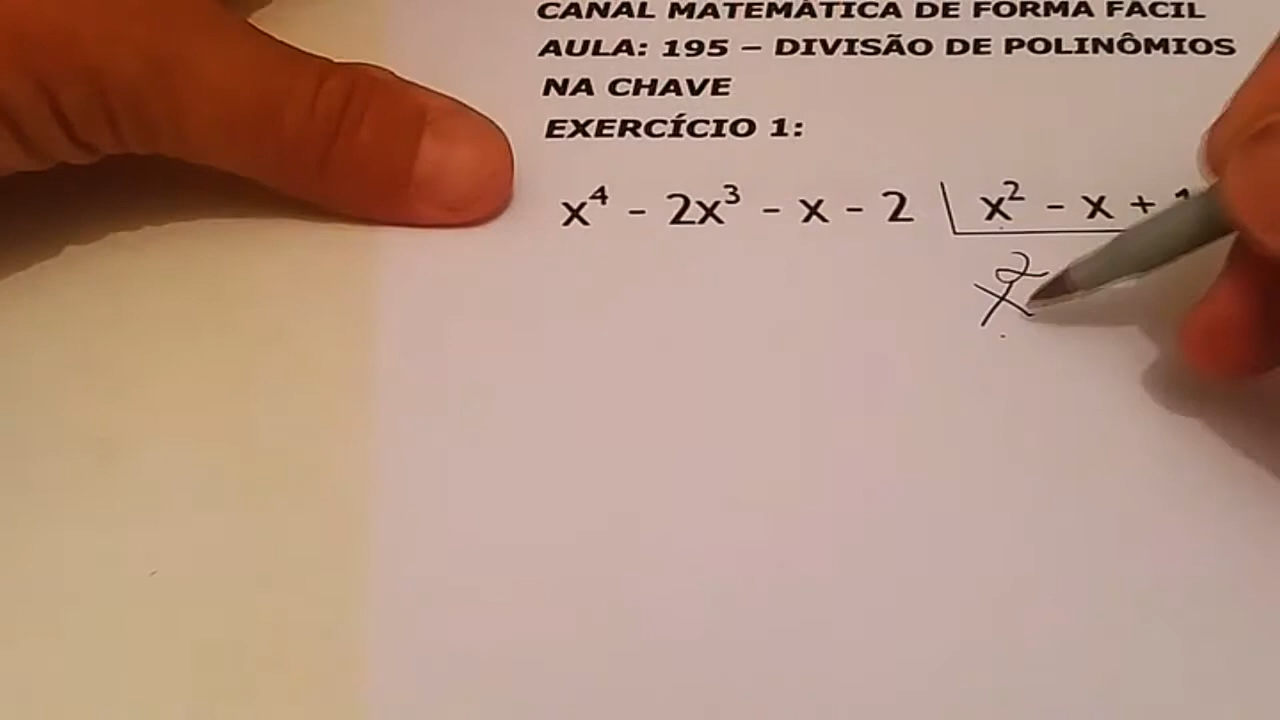 CANAL MATEMÁTICA DE FORMA FÁCIL
AULA: 195 – DIVISÃO DE POLINÔMIOS
NA CHAVE
EXERCÍCIO 1:
x⁴ - 2x³ - x - 2 | x² - x +
x²